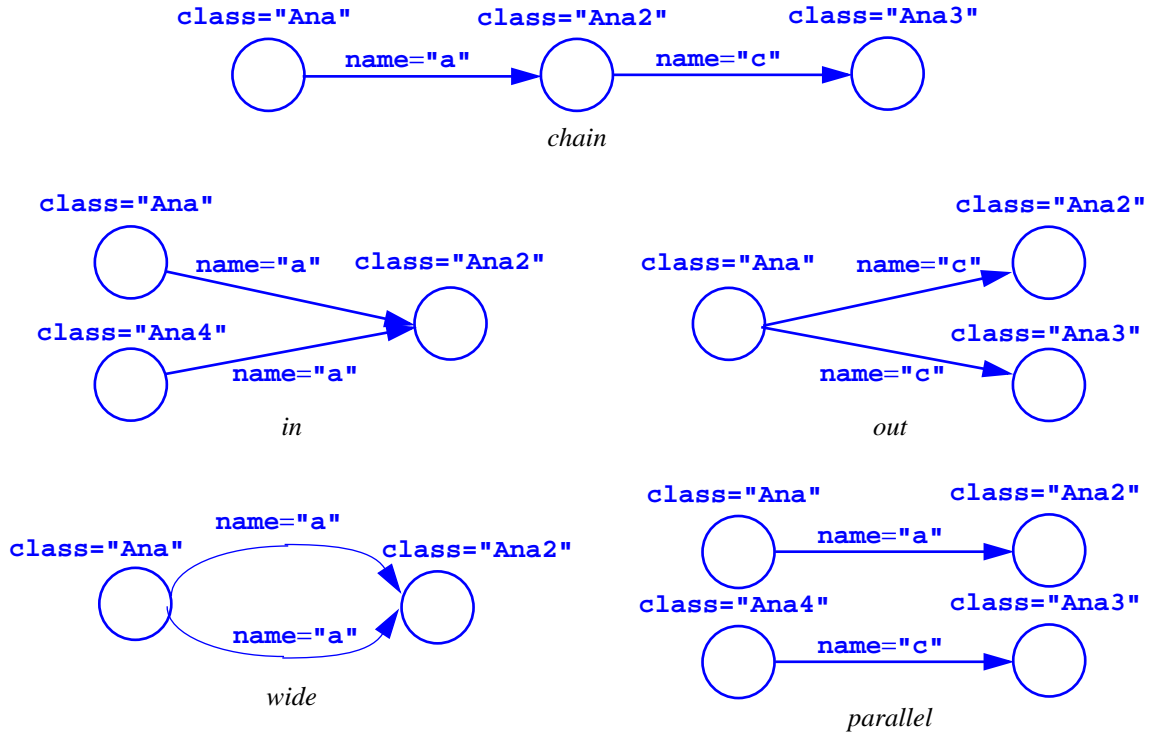 class="Ana"
class="Ana2"
class="Ana3"
name="a"
name="c"
chain
class="Ana"
name="a"
class="Ana2"
class="Ana4"
name="a"
in
class="Ana2"
class="Ana"
name="c"
class="Ana3"
name="c"
out
name="a"
class="Ana"
class="Ana2"
name="a"
wide
class="Ana"
class="Ana2"
name="a"
class="Ana4"
class="Ana3"
name="c"
parallel